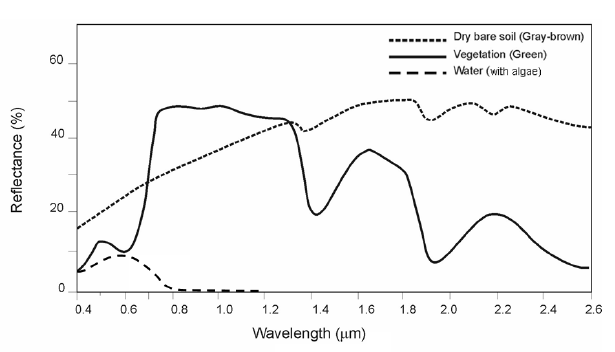 Dry bare soil (Gray-brown)
Vegetation (Green)
Water (with algae)
60
40
20
0
Reflectance (%)
0.4 0.6 0.8 1.0 1.2 1.4 1.6 1.8 2.0 2.2 2.4 2.6
Wavelength (μm)